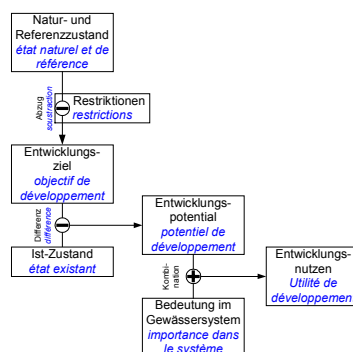 Natur- und
Referenzzustand
état naturel et de
référence
Abzug
soustraction
Restriktionen
restrictions
Entwicklungs-
ziel
objectif de
développement
Differenz
différence
Ist-Zustand
état existant
Entwicklungs-
potential
potentiel de
développement
Kombi-
nation
Bedeutung im
Gewässersystem
importance dans
le système
Entwicklungs-
nutzen
Utilité de
développement